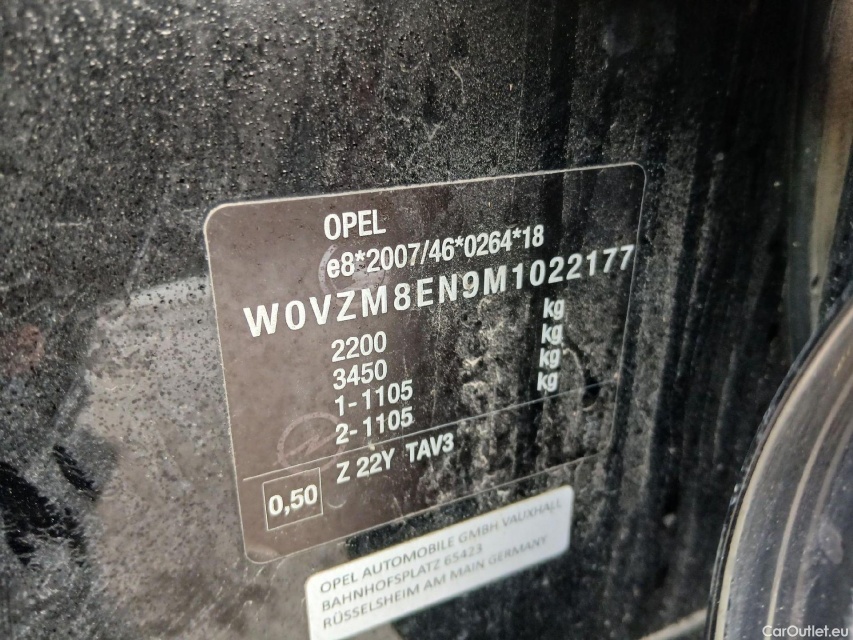 OPEL
e8*2007/46*0264*18
W0VZM8EN9M1022177
2200 kg
3450 kg
1-1105 kg
2-1105 kg
0,50 Z 22Y TAV3
OPEL AUTOMOBILE GMBH VAUXHALL
BAHNHOFSPLATZ 65423
RÜSSELSHEIM AM MAIN GERMANY
CarOutlet.eu